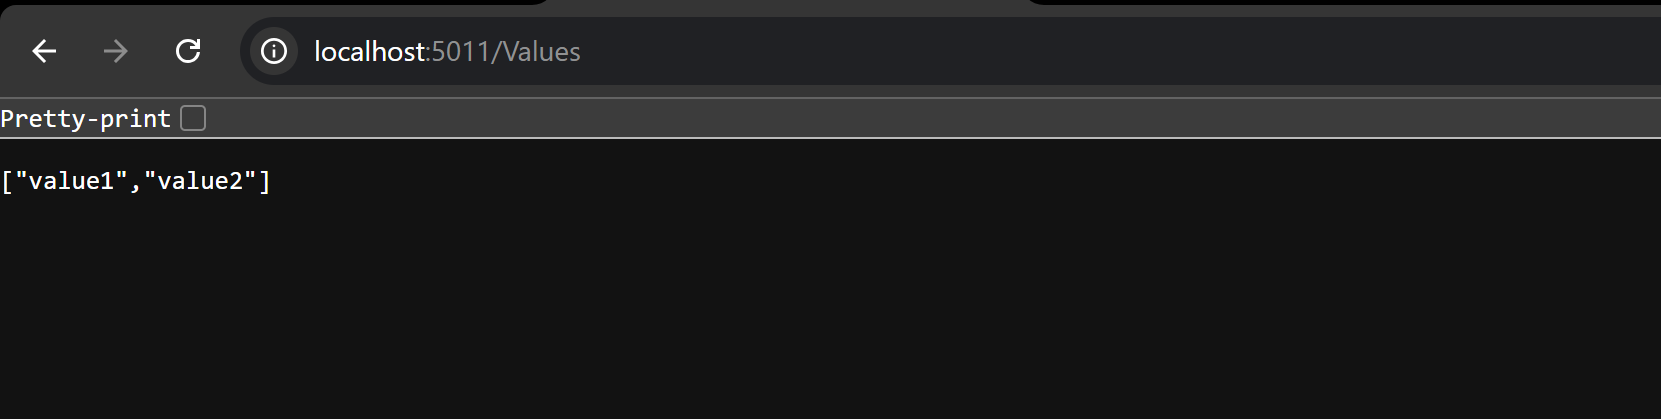 localhost:5011/Values
Pretty-print
["value1","value2"]